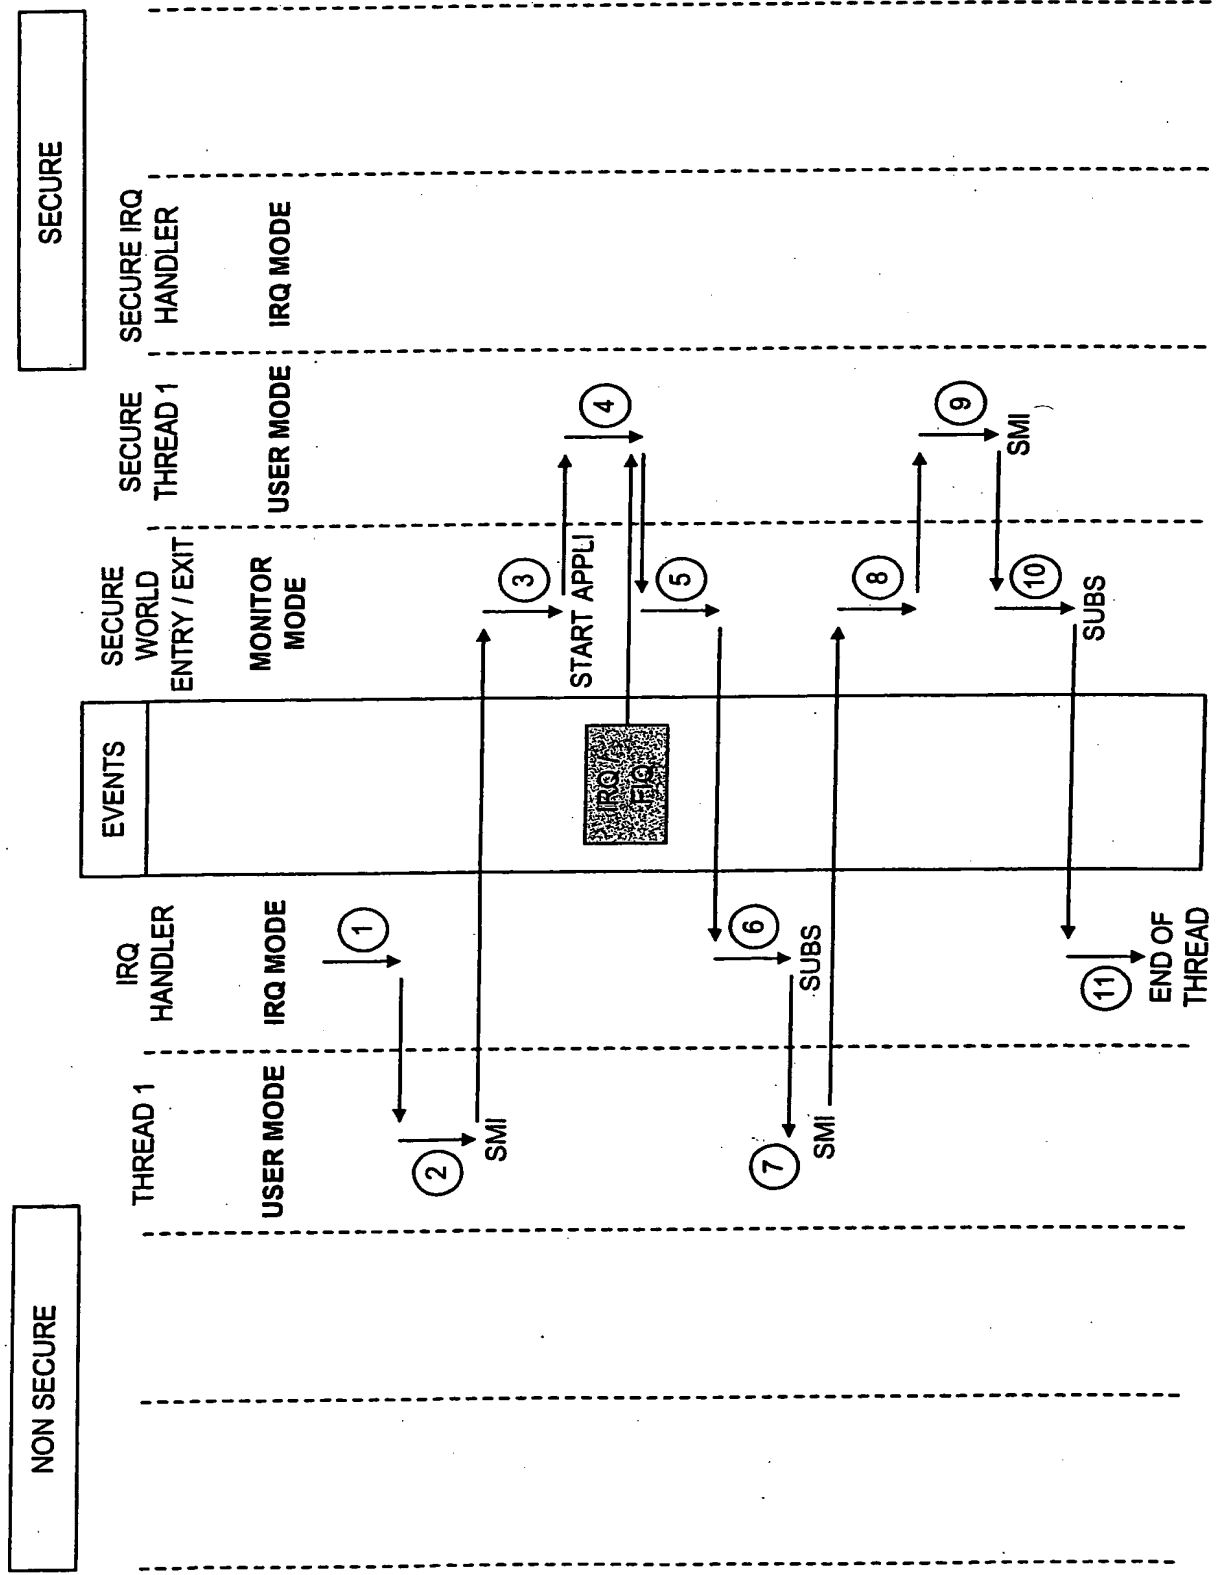 NON SECURE
SECURE
THREAD 1
USER MODE
IRQ
HANDLER
IRQ MODE
EVENTS
SECURE
WORLD
ENTRY / EXIT
MONITOR
MODE
SECURE
THREAD 1
USER MODE
SECURE IRQ
HANDLER
IRQ MODE
1
2
SMI
3
START APPLI
4
IRQ /
FIQ
5
6
SUBS
7
SMI
8
9
SMI
10
SUBS
11
END OF
THREAD